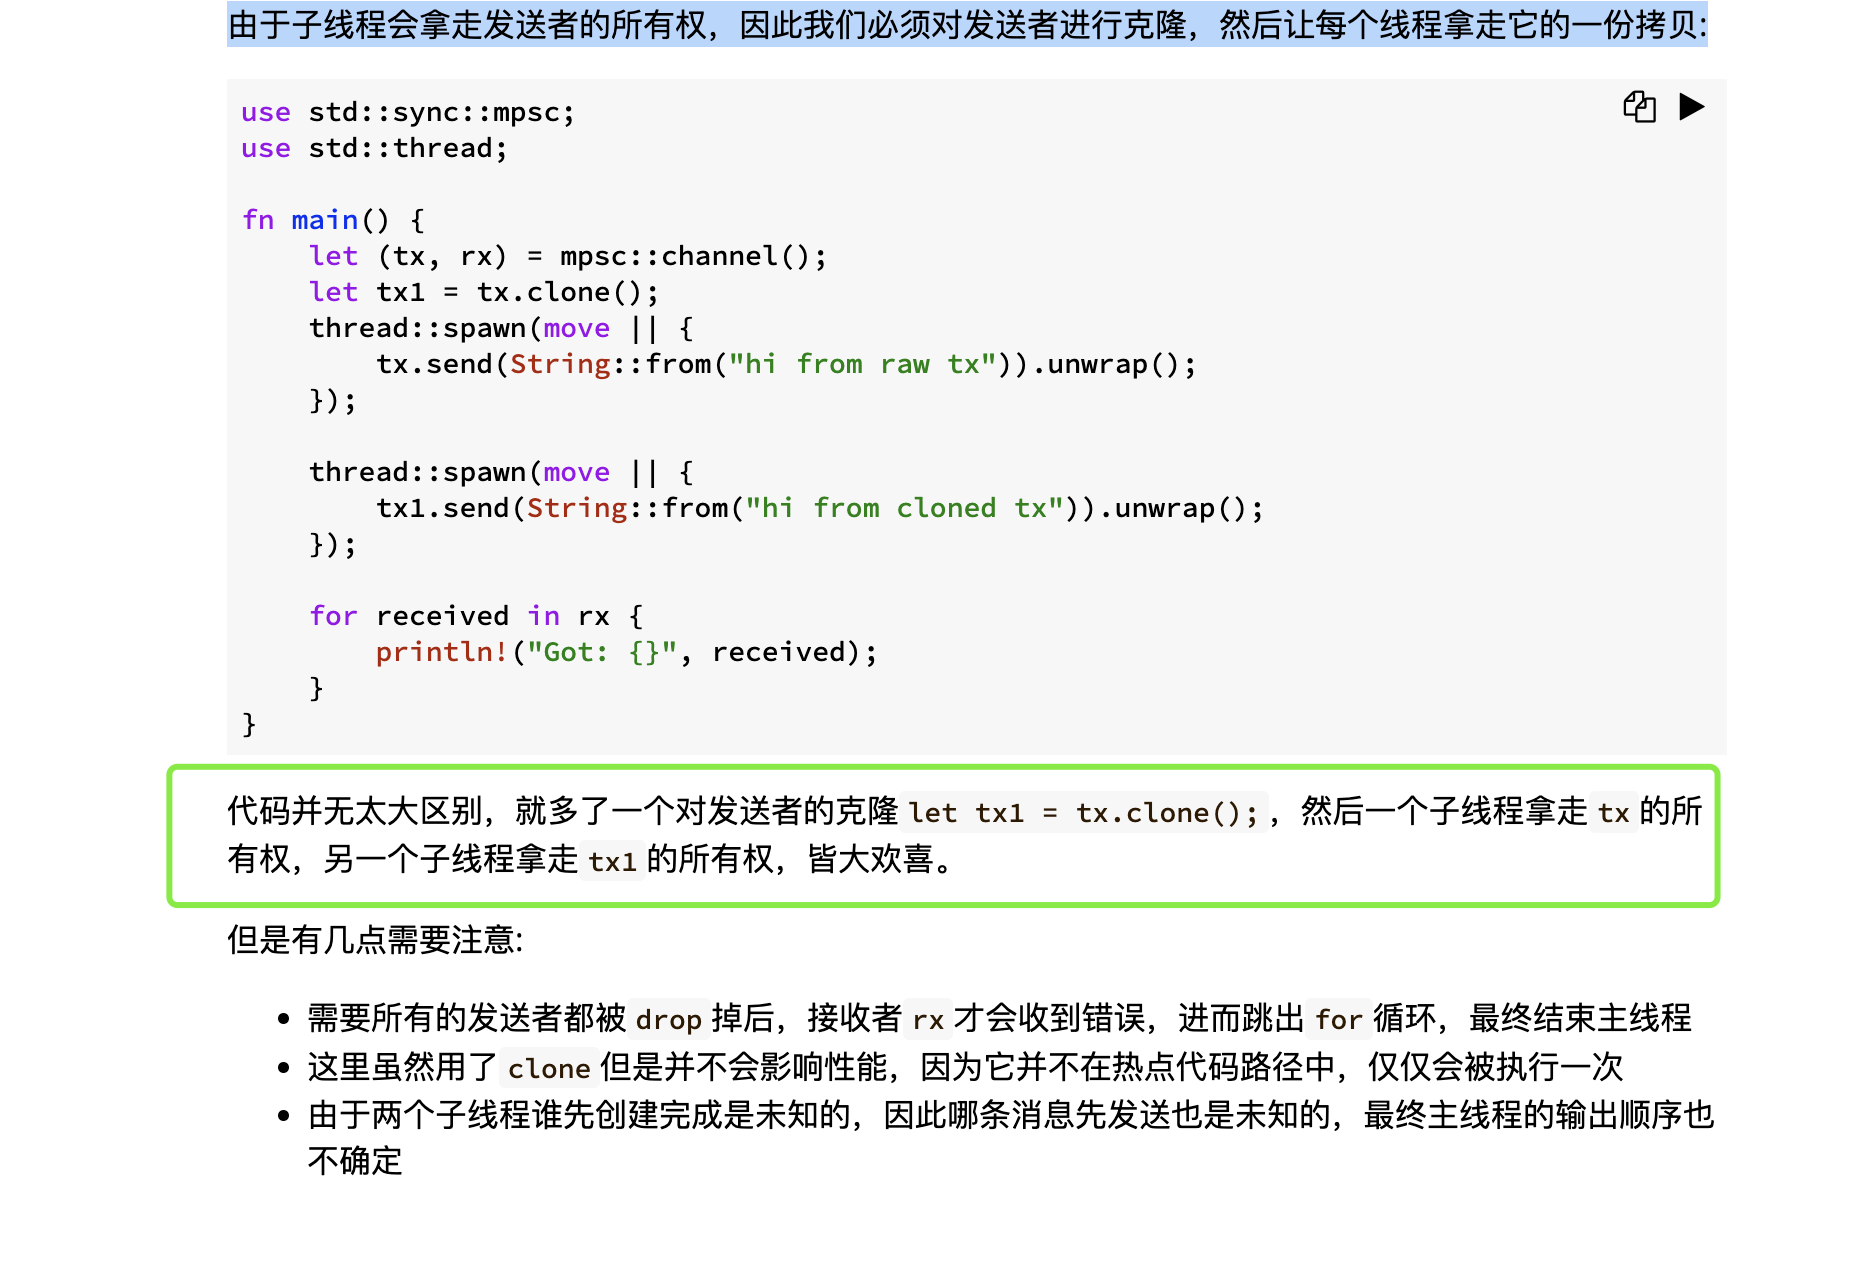 由于子线程会拿走发送者的所有权，因此我们必须对发送者进行克隆，然后让每个线程拿走它的一份拷贝:
use std::sync::mpsc;
use std::thread;
fn main() {
    let (tx, rx) = mpsc::channel();
    let tx1 = tx.clone();
    thread::spawn(move || {
        tx.send(String::from("hi from raw tx")).unwrap();
    });
    thread::spawn(move || {
        tx1.send(String::from("hi from cloned tx")).unwrap();
    });
    for received in rx {
        println!("Got: {}", received);
    }
}
代码并无太大区别，就多了一个对发送者的克隆 let tx1 = tx.clone();，然后一个子线程拿走 tx 的所
有权，另一个子线程拿走 tx1 的所有权，皆大欢喜。
但是有几点需要注意:
• 需要所有的发送者都被 drop 掉后，接收者 rx 才会收到错误，进而跳出 for 循环，最终结束主线程
• 这里虽然用了 clone 但是并不会影响性能，因为它并不在热点代码路径中，仅仅会被执行一次
• 由于两个子线程谁先创建完成是未知的，因此哪条消息先发送也是未知的，最终主线程的输出顺序也
不确定